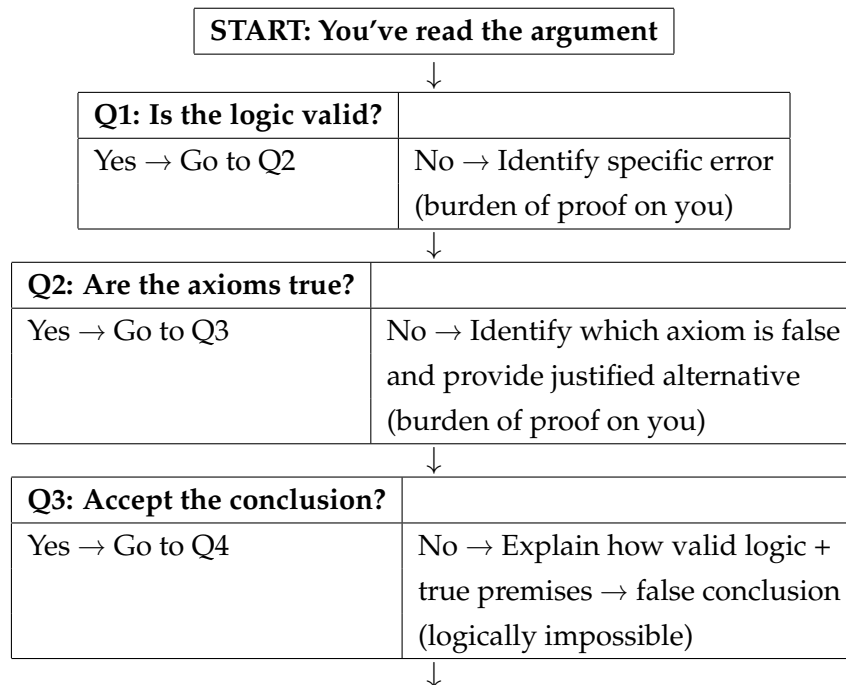 START: You’ve read the argument
↓
Q1: Is the logic valid?
Yes → Go to Q2 No → Identify specific error
(burden of proof on you)
↓
Q2: Are the axioms true?
Yes → Go to Q3 No → Identify which axiom is false
and provide justified alternative
(burden of proof on you)
↓
Q3: Accept the conclusion?
Yes → Go to Q4 No → Explain how valid logic +
true premises → false conclusion
(logically impossible)
↓